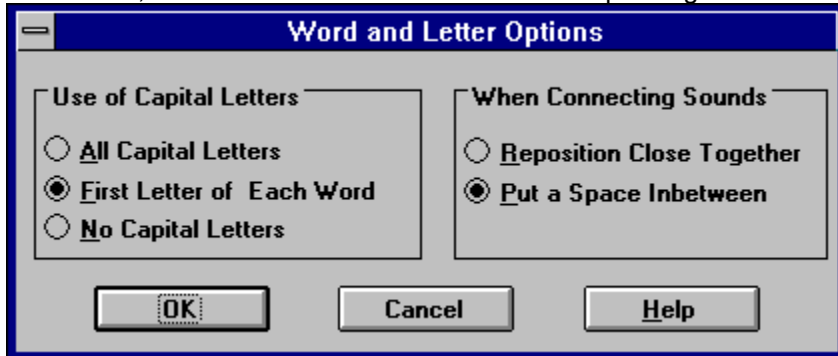 Word and Letter Options
Use of Capital Letters
All Capital Letters
First Letter of Each Word
No Capital Letters
When Connecting Sounds
Reposition Close Together
Put a Space Inbetween
OK
Cancel
Help